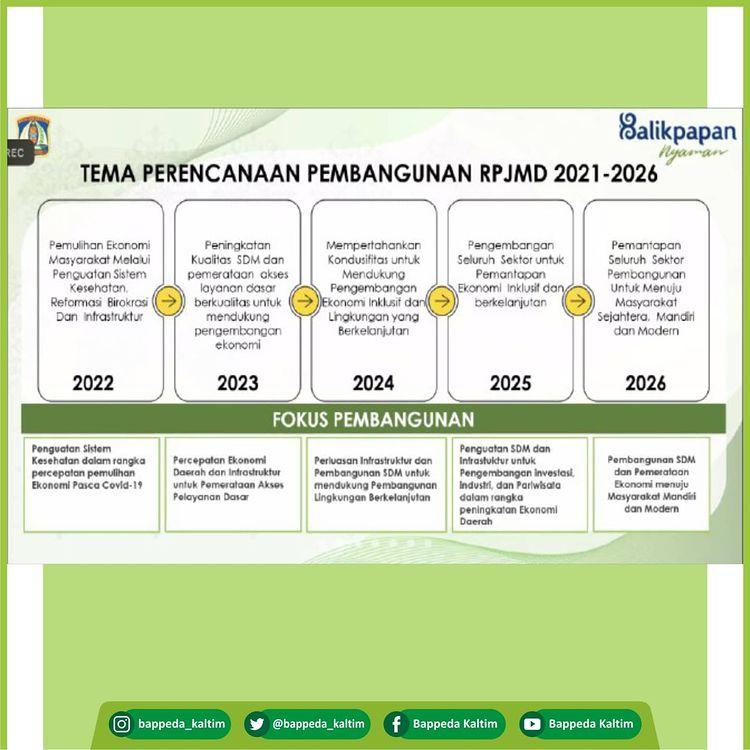 REC
Balikpapan
Nyaman
TEMA PERENCANAAN PEMBANGUNAN RPJMD 2021-2026
Pemulihan Ekonomi
Masyarakat Melalui
Penguatan Sistem
Kesehatan,
Reformasi Birokrasi
Dan Infrastruktur
2022
Peningkatan
Kualitas SDM dan
pemerataan akses
layanan dasar
berkualitas untuk
mendukung
pengembangan
ekonomi
2023
Mempertahankan
Kondusifitas untuk
Mendukung
Pengembangan
Ekonomi Inklusif dan
Lingkungan yang
Berkelanjutan
2024
Pengembangan
Seluruh Sektor untuk
Pemantapan
Ekonomi Inklusif dan
berkelanjutan
2025
Pemantapan
Seluruh Sektor
Pembangunan
Untuk Menuju
Masyarakat
Sejahtera, Mandiri
dan Modern
2026
FOKUS PEMBANGUNAN
Penguatan Sistem
Kesehatan dalam rangka
percepatan pemulihan
Ekonomi Pasca Covid-19
Percepatan Ekonomi
Daerah dan Infrastruktur
untuk Pemerataan Akses
Pelayanan Dasar
Perluasan Infrastruktur dan
Pembangunan SDM untuk
mendukung Pembangunan
Lingkungan Berkelanjutan
Penguatan SDM dan
Infrastuktur untuk
Pengembangan Investasi,
Industri, dan Pariwisata
dalam rangka
peningkatan Ekonomi
Daerah
Pembangunan SDM
dan Pemerataan
Ekonomi menuju
Masyarakat Mandiri
dan Modern
bappeda_kaltim
@bappeda_kaltim
Bappeda Kaltim
Bappeda Kaltim